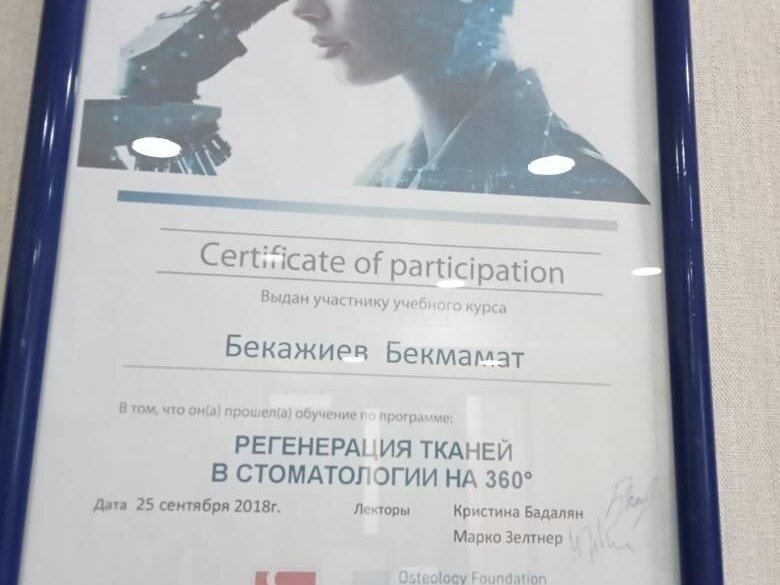 Certificate of participation
Выдан участнику учебного курса
Бекажиев Бекмамат
В том, что он(а) прошел(а) обучение по программе:
РЕГЕНЕРАЦИЯ ТКАНЕЙ
В СТОМАТОЛОГИИ НА 360°
Дата 25 сентября 2018г. Лекторы Кристина Бадалян
Марко Зелтнер
Osteology Foundation